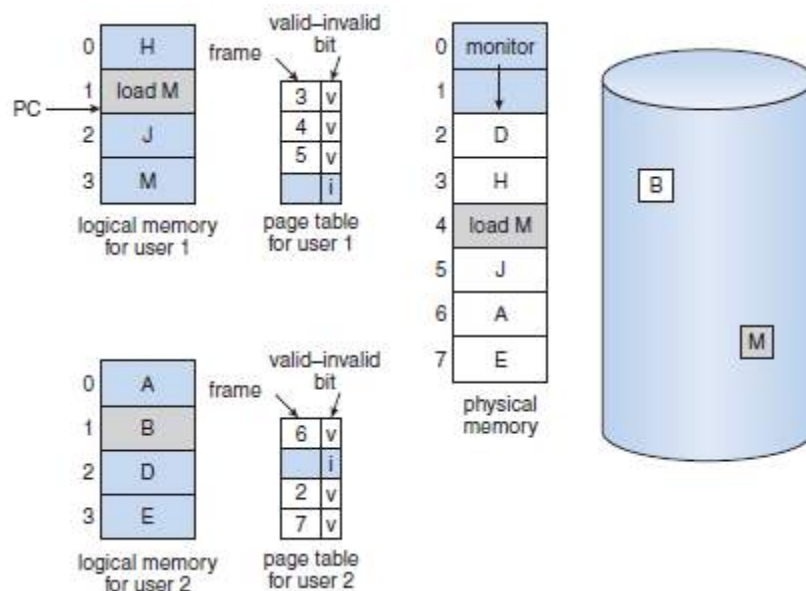 valid–invalid
bit
frame
0 H
3 v
1 load M
4 v
PC
5 v
2 J
i
3 M
logical memory
for user 1
page table
for user 1
0 monitor
1
2 D
3 H
4 load M
5 J
6 A
7 E
physical
memory
B
M
valid–invalid
bit
frame
0 A
6 v
1 B
i
2 D
2 v
3 E
7 v
logical memory
for user 2
page table
for user 2